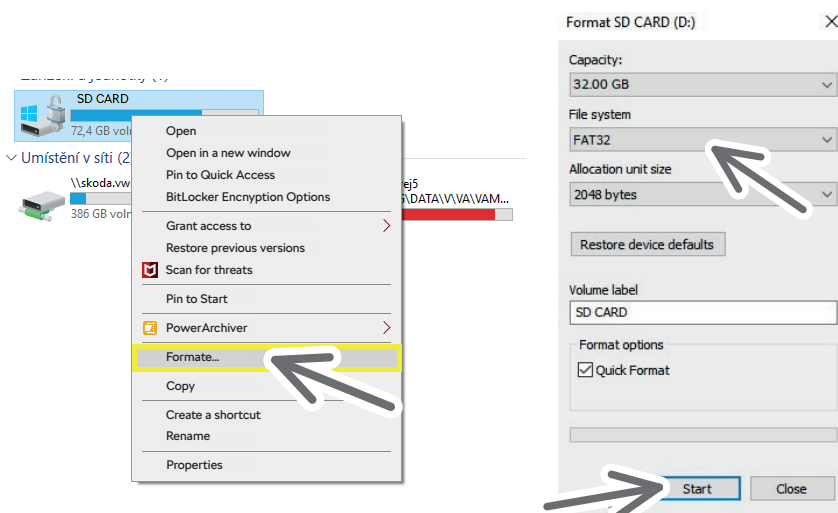 SD CARD
72,4 GB voln
Umístění v síti (2
\\skoda.vw
386 GB voln
ej5
\DATA\V\VA\VAM...
Open
Open in a new window
Pin to Quick Access
BitLocker Encryption Options
Grant access to
Restore previous versions
Scan for threats
Pin to Start
PowerArchiver
Formate...
Copy
Create a shortcut
Rename
Properties
Format SD CARD (D:)
Capacity:
32.00 GB
File system
FAT32
Allocation unit size
2048 bytes
Restore device defaults
Volume label
SD CARD
Format options
Quick Format
Start
Close